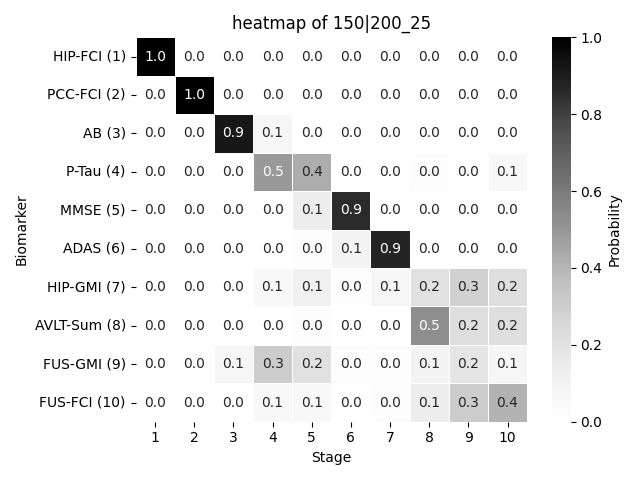 heatmap of 150|200_25
HIP-FCI (1) 1.0 0.0 0.0 0.0 0.0 0.0 0.0 0.0 0.0 0.0
PCC-FCI (2) 0.0 1.0 0.0 0.0 0.0 0.0 0.0 0.0 0.0 0.0
AB (3) 0.0 0.0 0.9 0.1 0.0 0.0 0.0 0.0 0.0 0.0
P-Tau (4) 0.0 0.0 0.0 0.5 0.4 0.0 0.0 0.0 0.0 0.1
MMSE (5) 0.0 0.0 0.0 0.0 0.1 0.9 0.0 0.0 0.0 0.0
ADAS (6) 0.0 0.0 0.0 0.0 0.0 0.1 0.9 0.0 0.0 0.0
HIP-GMI (7) 0.0 0.0 0.0 0.1 0.1 0.0 0.1 0.2 0.3 0.2
AVLT-Sum (8) 0.0 0.0 0.0 0.0 0.0 0.0 0.0 0.5 0.2 0.2
FUS-GMI (9) 0.0 0.0 0.1 0.3 0.2 0.0 0.0 0.1 0.2 0.1
FUS-FCI (10) 0.0 0.0 0.0 0.1 0.1 0.0 0.0 0.1 0.3 0.4
1 2 3 4 5 6 7 8 9 10
Stage
Biomarker
1.0
0.8
0.6
0.4
0.2
0.0
Probability